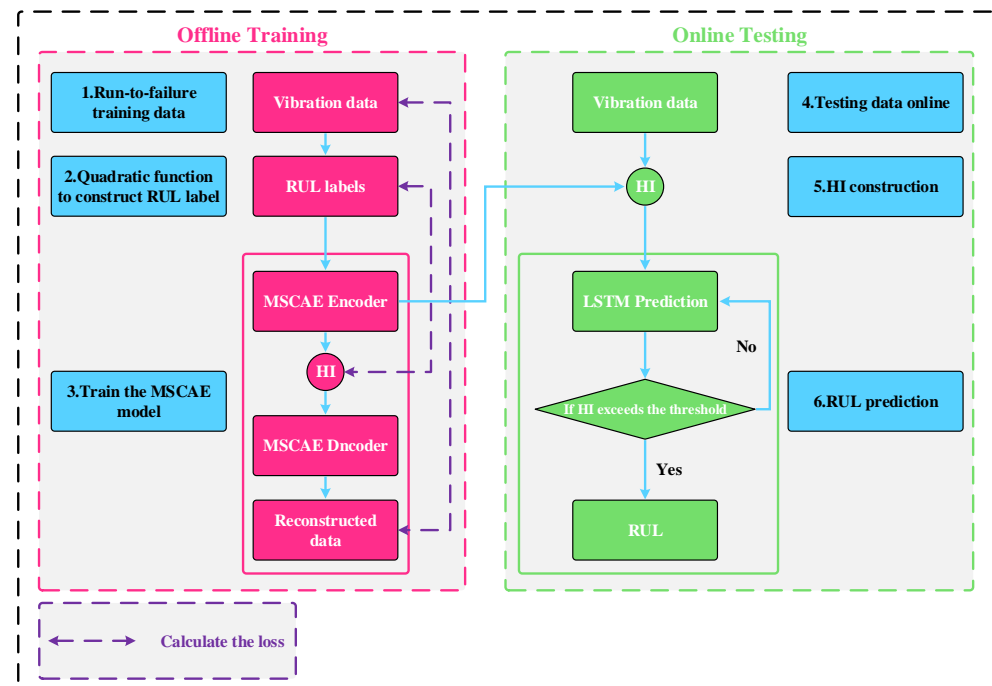 Offline Training
1.Run-to-failure
training data
Vibration data
2.Quadratic function
to construct RUL label
RUL labels
MSCAE Encoder
HI
3.Train the MSCAE
model
MSCAE Dncoder
Reconstructed
data
Online Testing
Vibration data
4.Testing data online
HI
5.HI construction
LSTM Prediction
No
If HI exceeds the threshold
6.RUL prediction
Yes
RUL
Calculate the loss